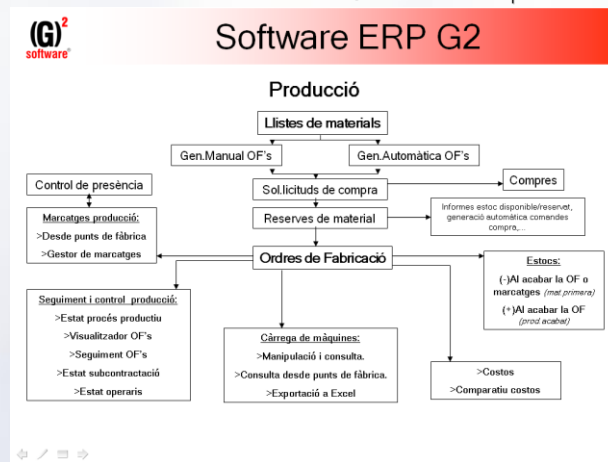 (G)²
software®
Software ERP G2
Producció
Llistes de materials
Gen.Manual OF's
Gen.Automàtica OF's
Control de presència
Sol.licituds de compra
Compres
Marcatges producció:
>Desde punts de fàbrica
>Gestor de marcatges
Reserves de material
Informes estoc disponible/reservat,
generació automàtica comandes
compra,...
Ordres de Fabricació
Estocs:
(-)Al acabar la OF o
marcatges (mat.primera)
(+)Al acabar la OF
(prod.acabat)
Seguiment i control producció:
>Estat procés productiu
>Visualitzador OF's
>Seguiment OF's
>Estat subcontractació
>Estat operaris
Càrrega de màquines:
>Manipulació i consulta.
>Consulta desde punts de fàbrica.
>Exportació a Excel
>Costos
>Comparatiu costos